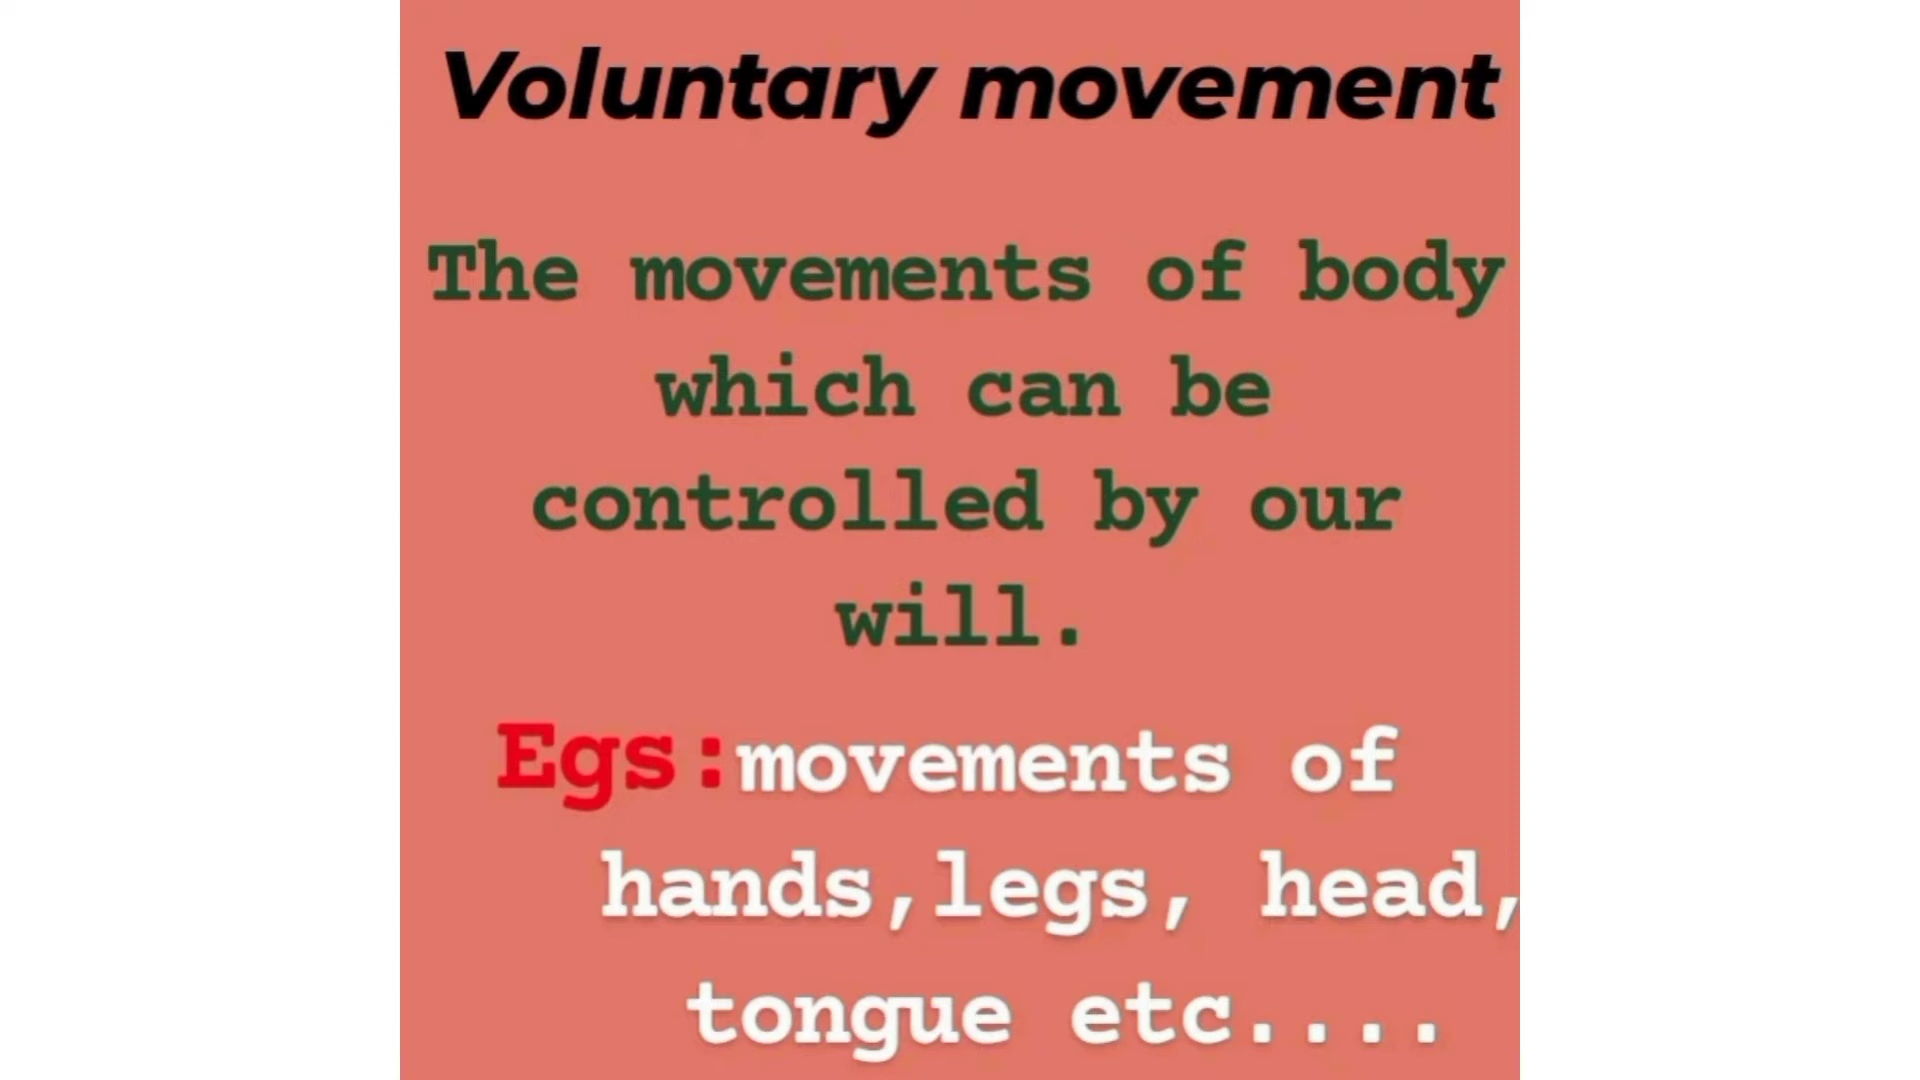 Voluntary movement
The movements of body
which can be
controlled by our
will.
Egs:movements of
hands,legs, head,
tongue etc....